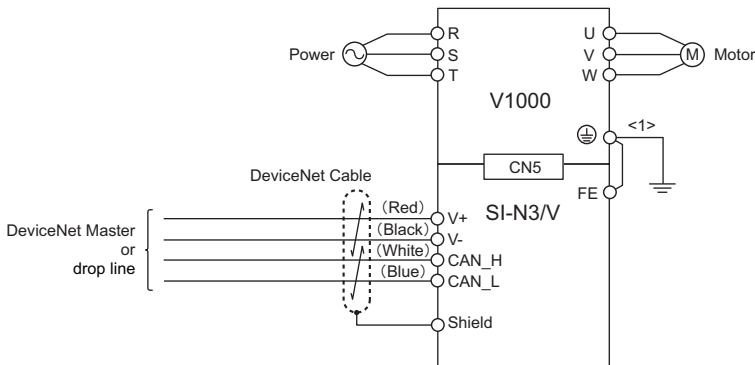 R
U
Power
S
V
M
Motor
T
W
V1000
<1>
CN5
DeviceNet Cable
FE
SI-N3/V
(Red)
V+
DeviceNet Master
(Black)
V-
or
(White)
CAN_H
drop line
(Blue)
CAN_L
Shield